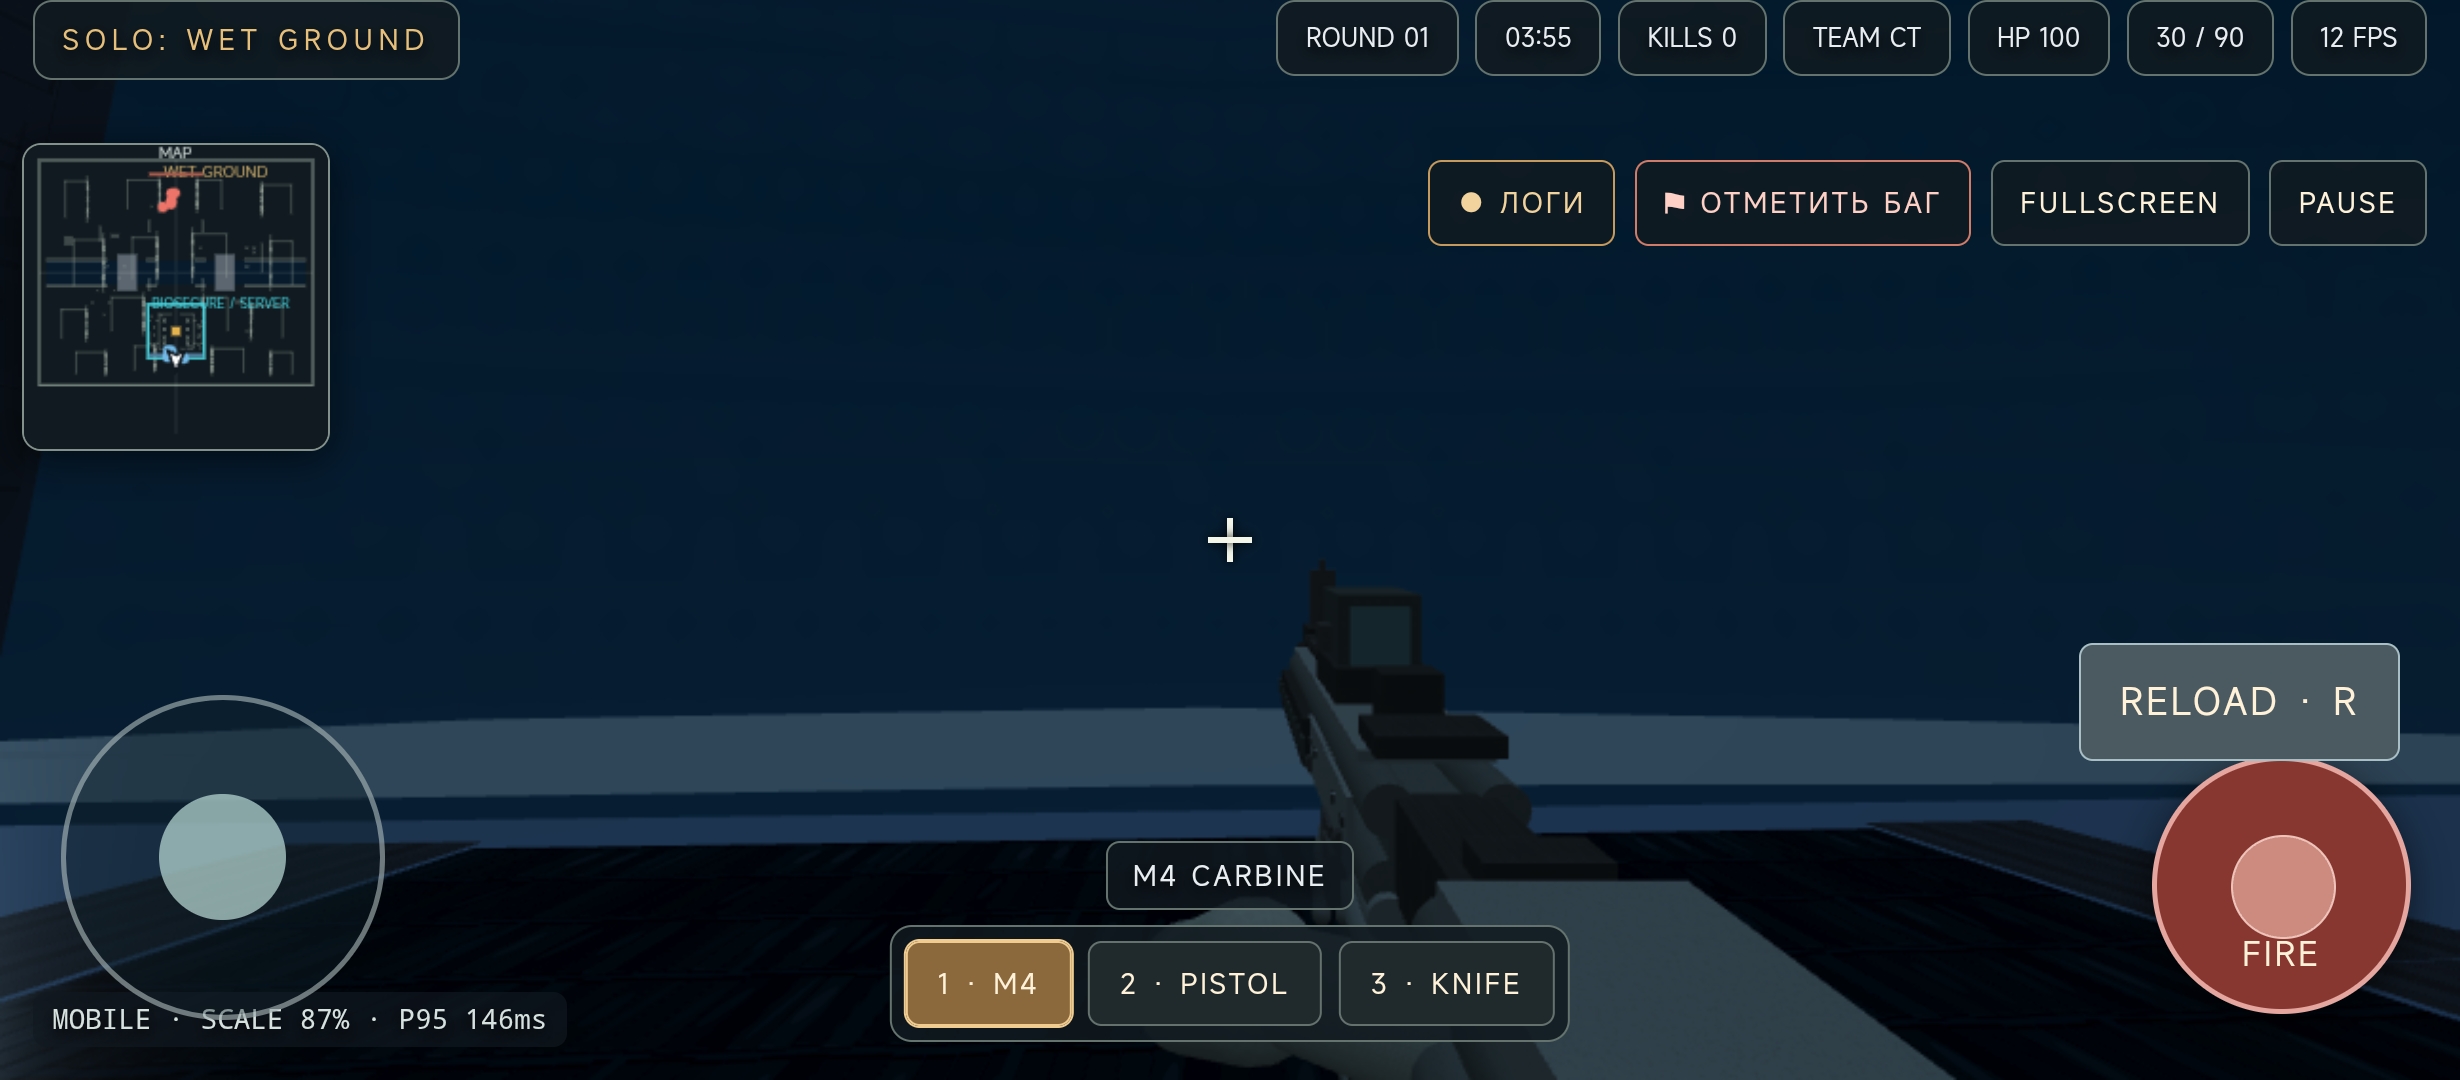 SOLO: WET GROUND
ROUND 01
03:55
KILLS 0
TEAM CT
HP 100
30 / 90
12 FPS
MAP
WET GROUND
BIOSECURE / SERVER
ЛОГИ
ОТМЕТИТЬ БАГ
FULLSCREEN
PAUSE
RELOAD · R
FIRE
M4 CARBINE
1 · M4
2 · PISTOL
3 · KNIFE
MOBILE · SCALE 87% · P95 146ms